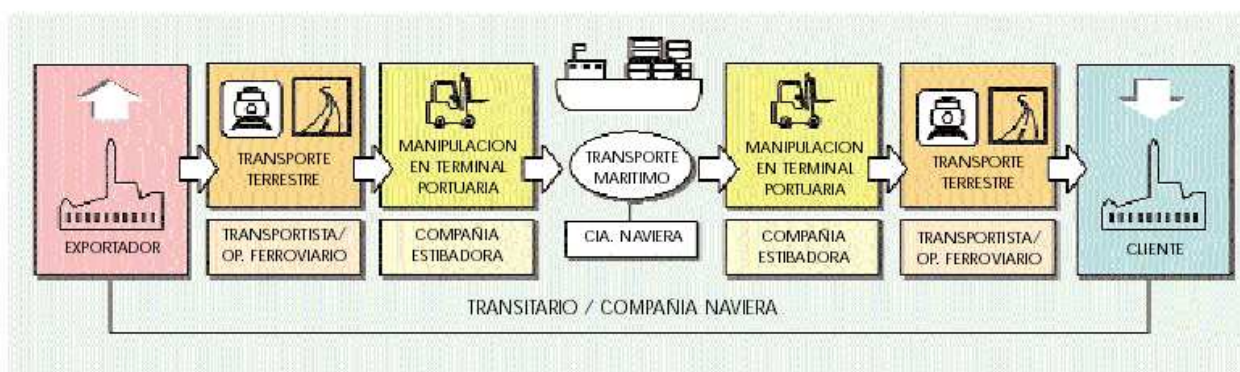 EXPORTADOR
TRANSPORTE
TERRESTRE
TRANSPORTISTA/
OP. FERROVIARIO
MANIPULACION
EN TERMINAL
PORTUARIA
COMPAÑIA
ESTIBADORA
TRANSPORTE
MARITIMO
CIA. NAVIERA
MANIPULACION
EN TERMINAL
PORTUARIA
COMPAÑIA
ESTIBADORA
TRANSPORTE
TERRESTRE
TRANSPORTISTA/
OP. FERROVIARIO
CLIENTE
TRANSITARIO / COMPAÑIA NAVIERA